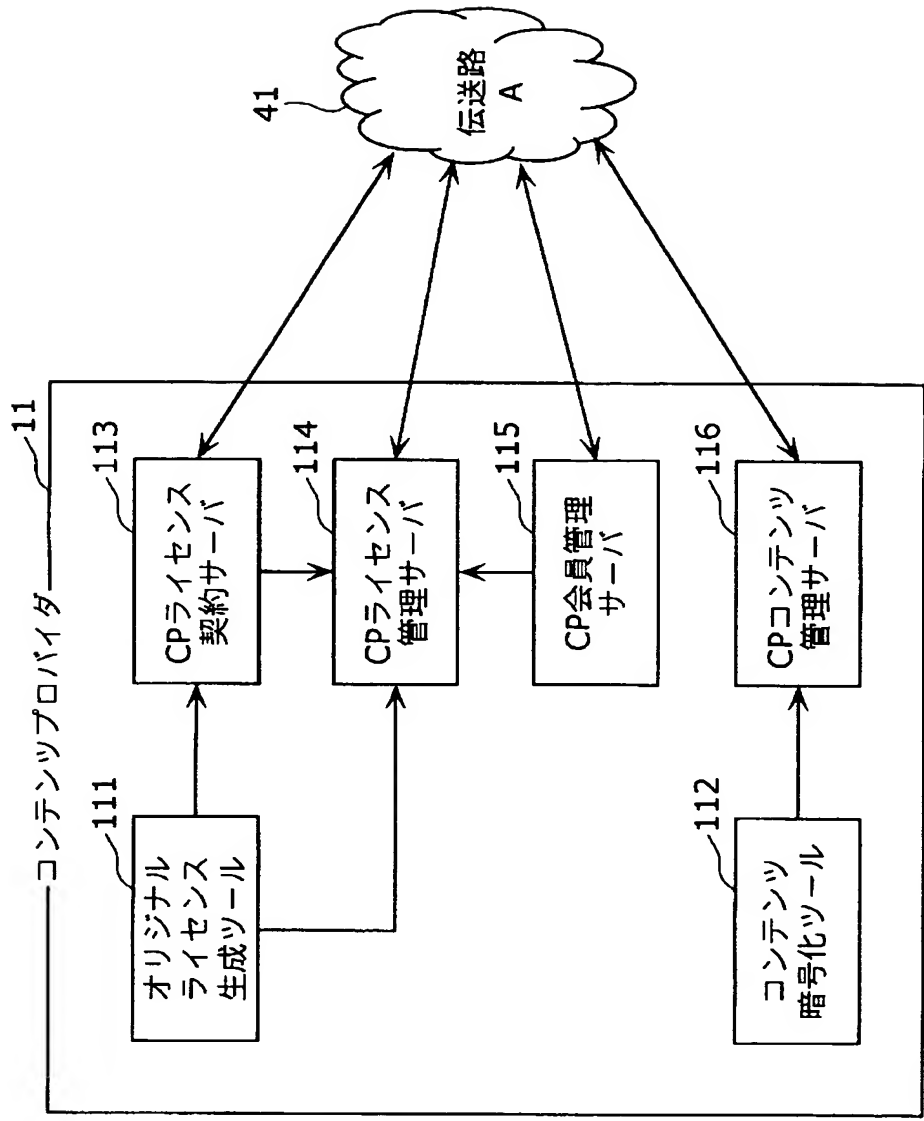 コンテンツプロバイダー
11
111
オリジナル
ライセンス
生成ツール
113
CPライセンス
契約サーバ
114
CPライセンス
管理サーバ
115
CP会員管理
サーバ
112
コンテンツ
暗号化ツール
116
CPコンテンツ
管理サーバ
41
伝送路
A